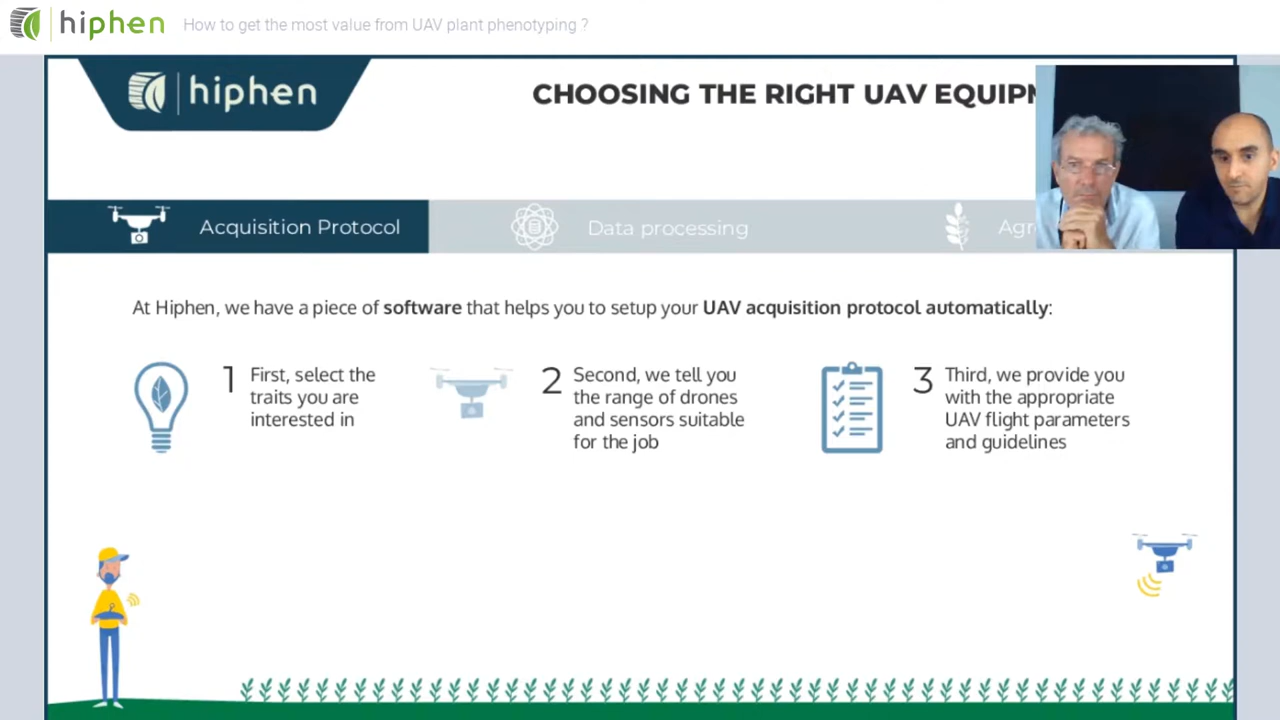 hiphen How to get the most value from UAV plant phenotyping ?
hiphen
CHOOSING THE RIGHT UAV
Acquisition Protocol
Data processing
At Hiphen, we have a piece of software that helps you to setup your UAV acquisition protocol automatically:
1
First, select the
traits you are
interested in
2
Second, we tell you
the range of drones
and sensors suitable
for the job
3
Third, we provide you
with the appropriate
UAV flight parameters
and guidelines